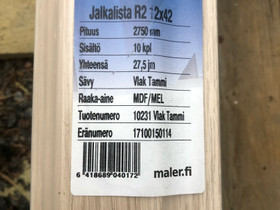 Jalkalista R2 12x42
Pituus 2750 mm
Sisältö 10 kpl
Yhteensä 27,5 jm
Sävy Vlak Tammi
Raaka-aine MDF/MEL
Tuotenumero 10231 Vlak Tammi
Eränumero 17100150114
6 418689 040172
maler.fi